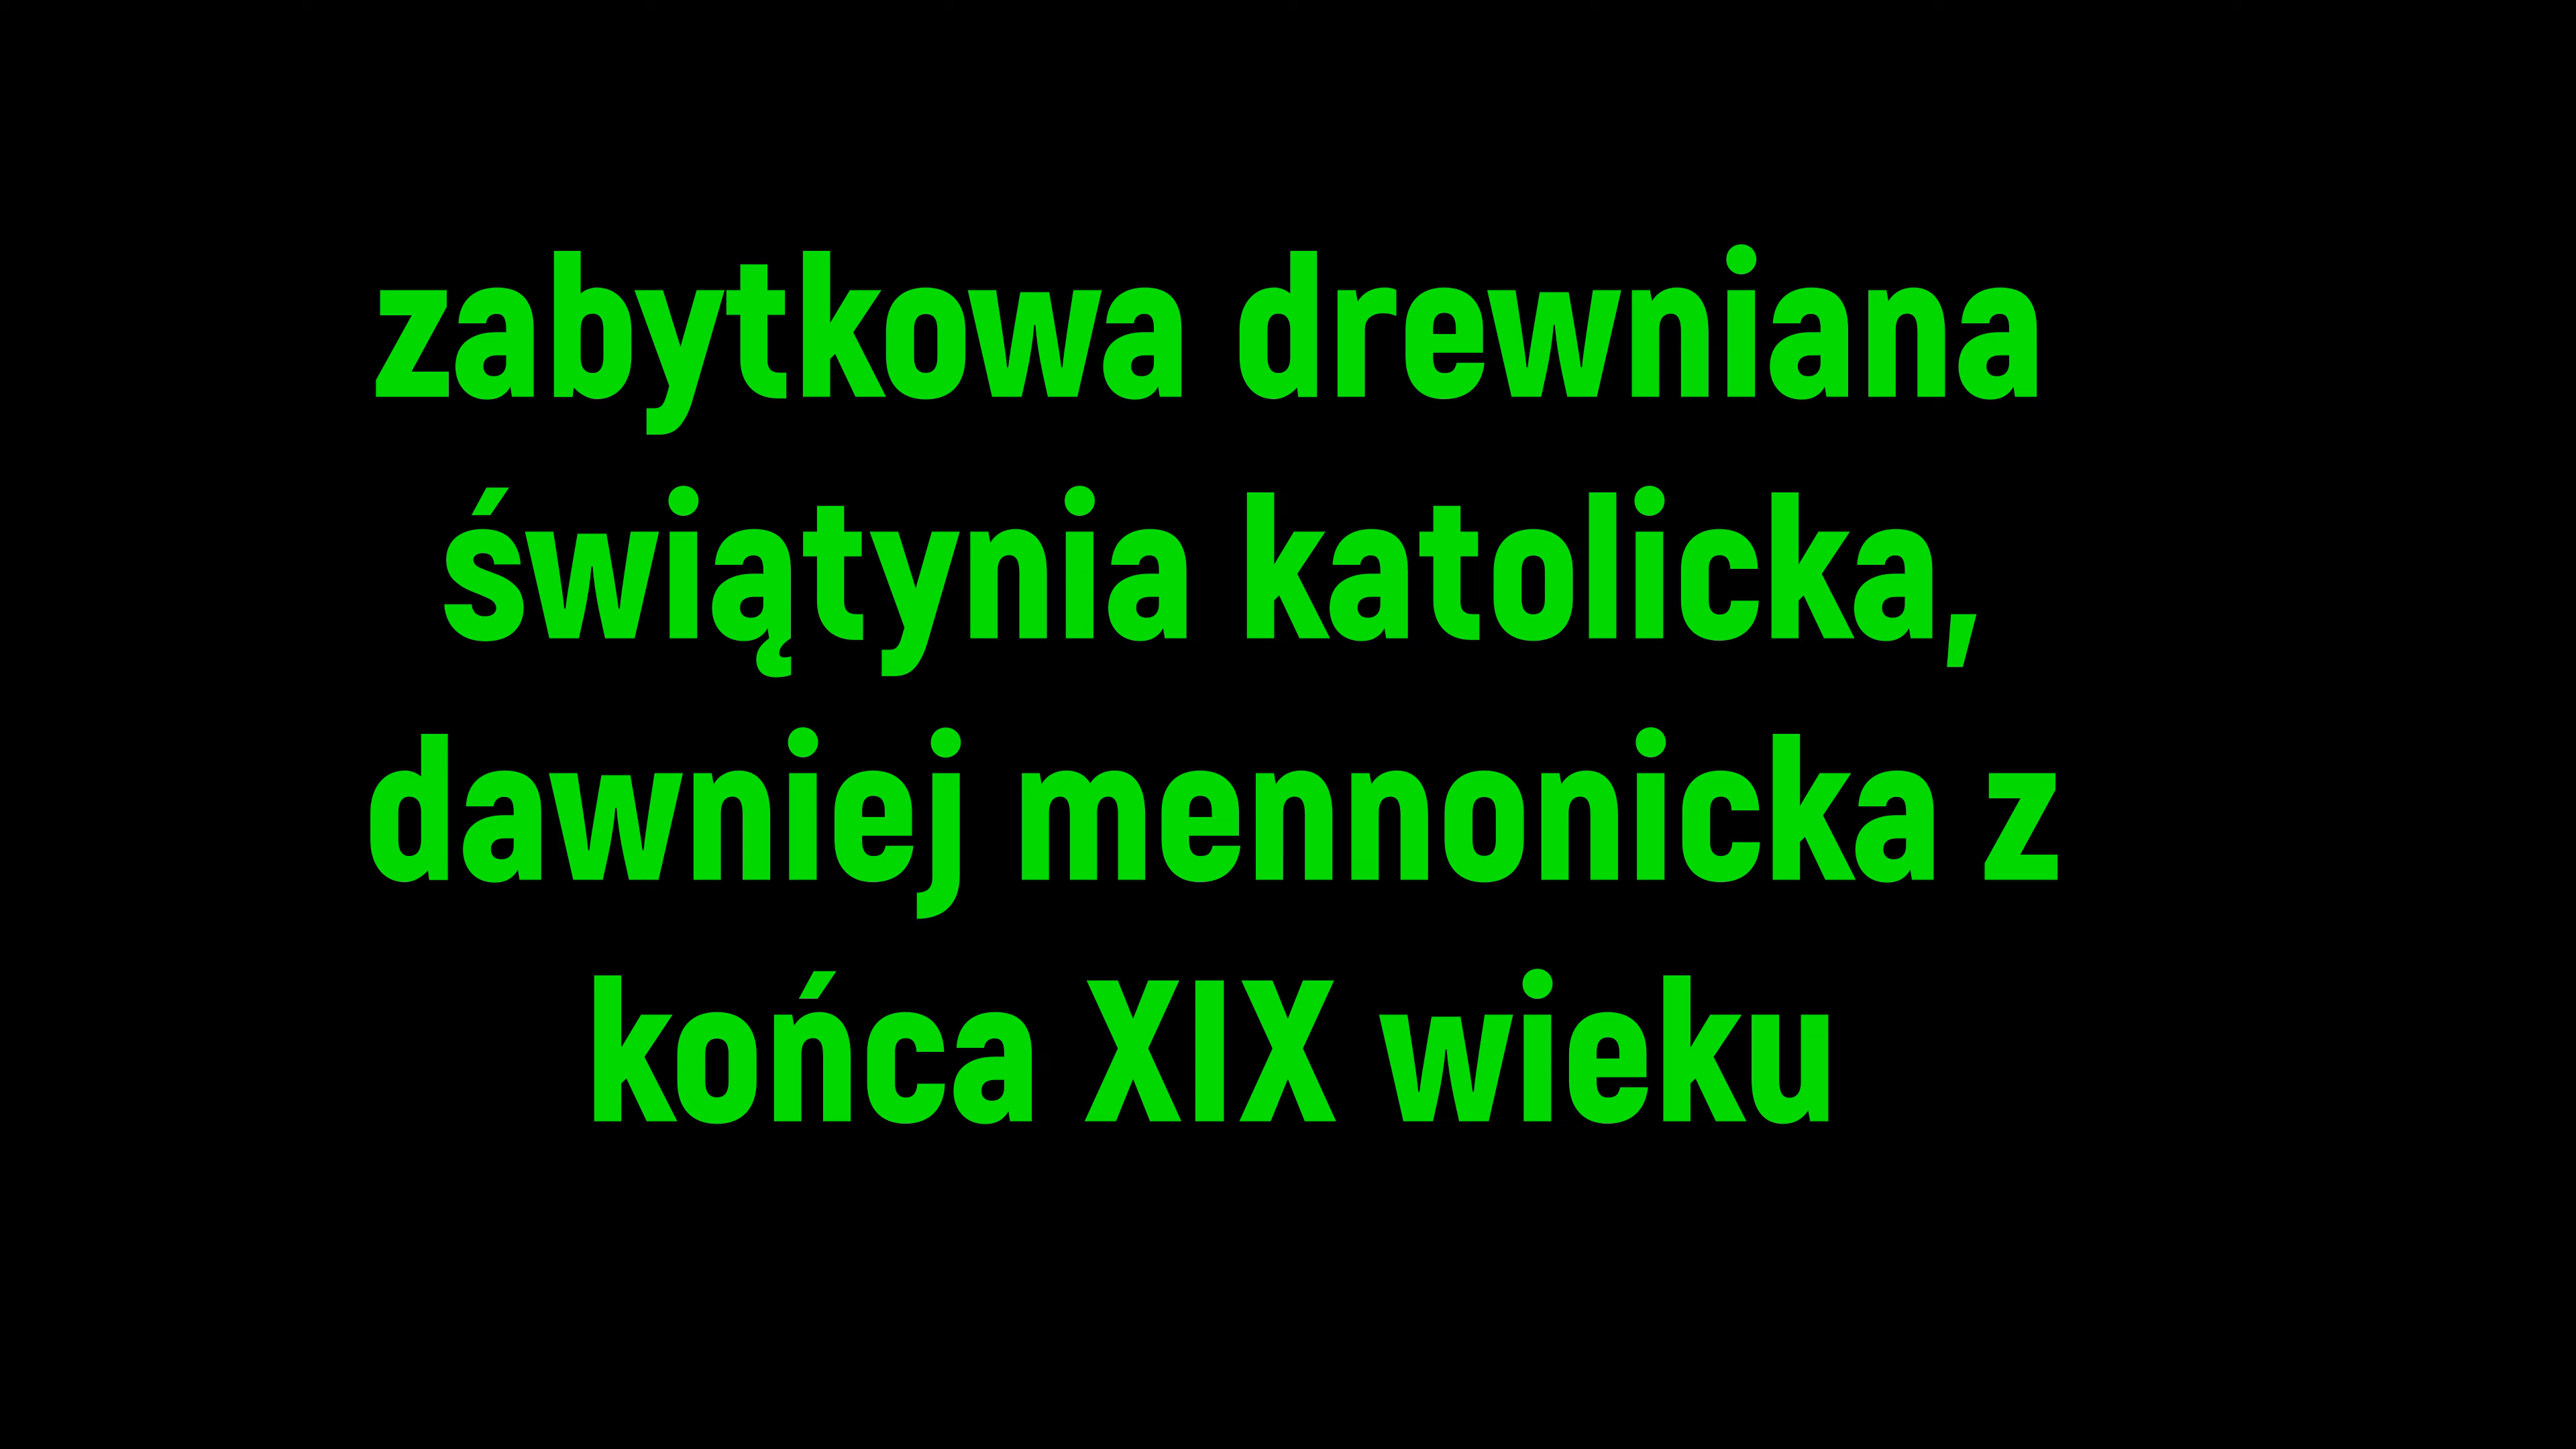 zabytkowa drewniana
świątynia katolicka,
dawniej mennonicka z
końca XIX wieku